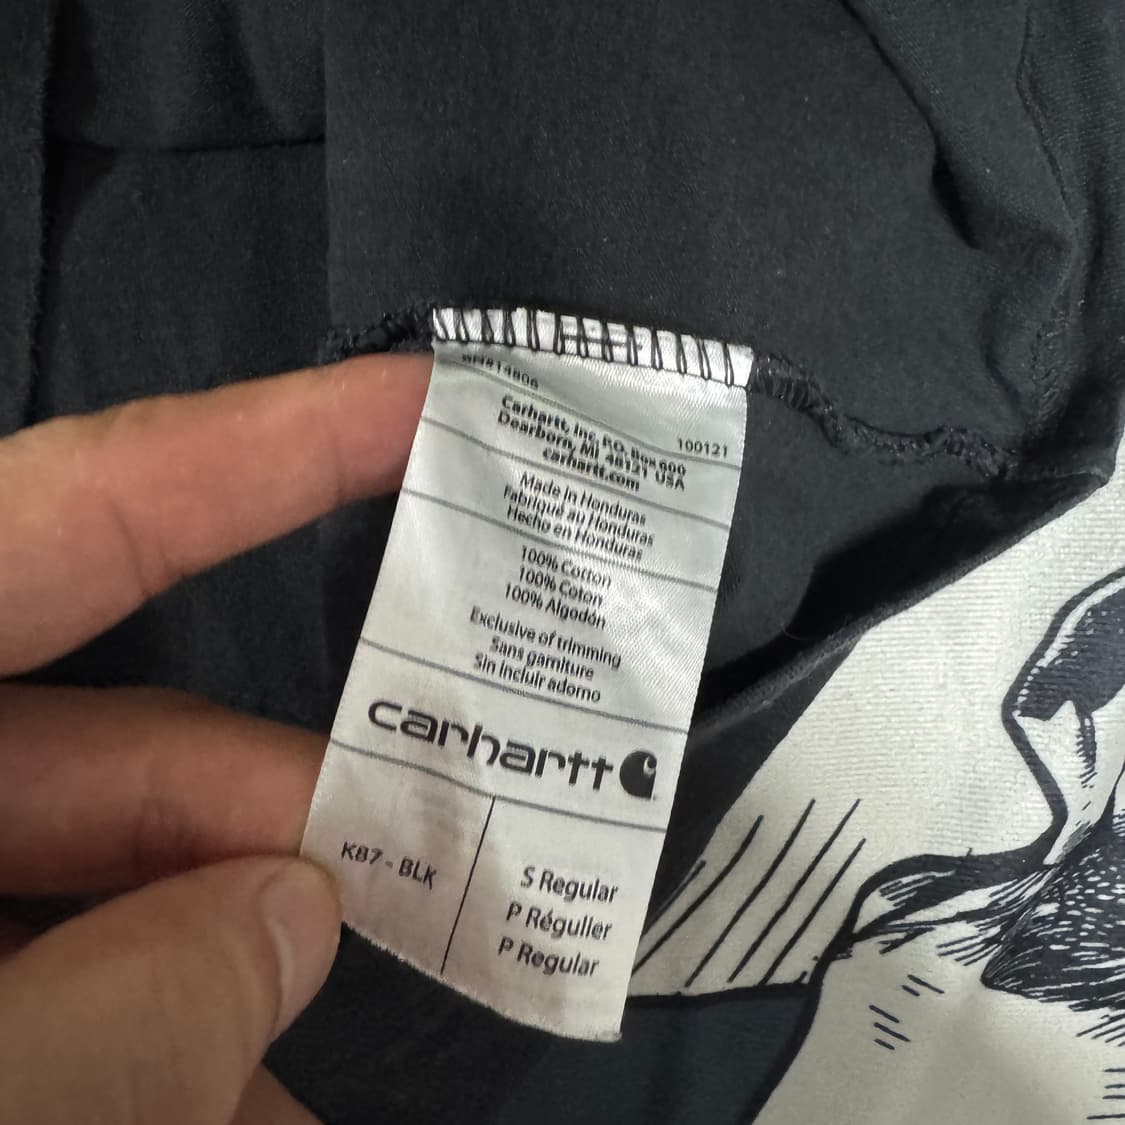 RN#14806
Carhartt, Inc. P.O. Box 600
Dearborn, MI 48121 USA
carhartt.com
100121
Made in Honduras
Fabriqué au Honduras
Hecho en Honduras
100% Cotton
100% Coton
100% Algodón
Exclusive of trimming
Sans garniture
Sin incluir adorno
carhartt
K87 - BLK
S Regular
P Régulier
P Regular